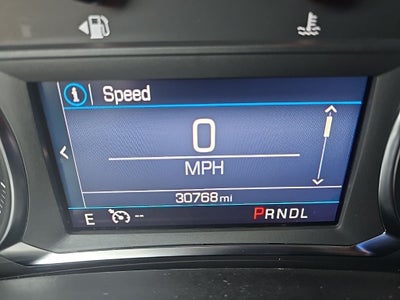 Speed
0
MPH
30768mi
E -- PRNDL